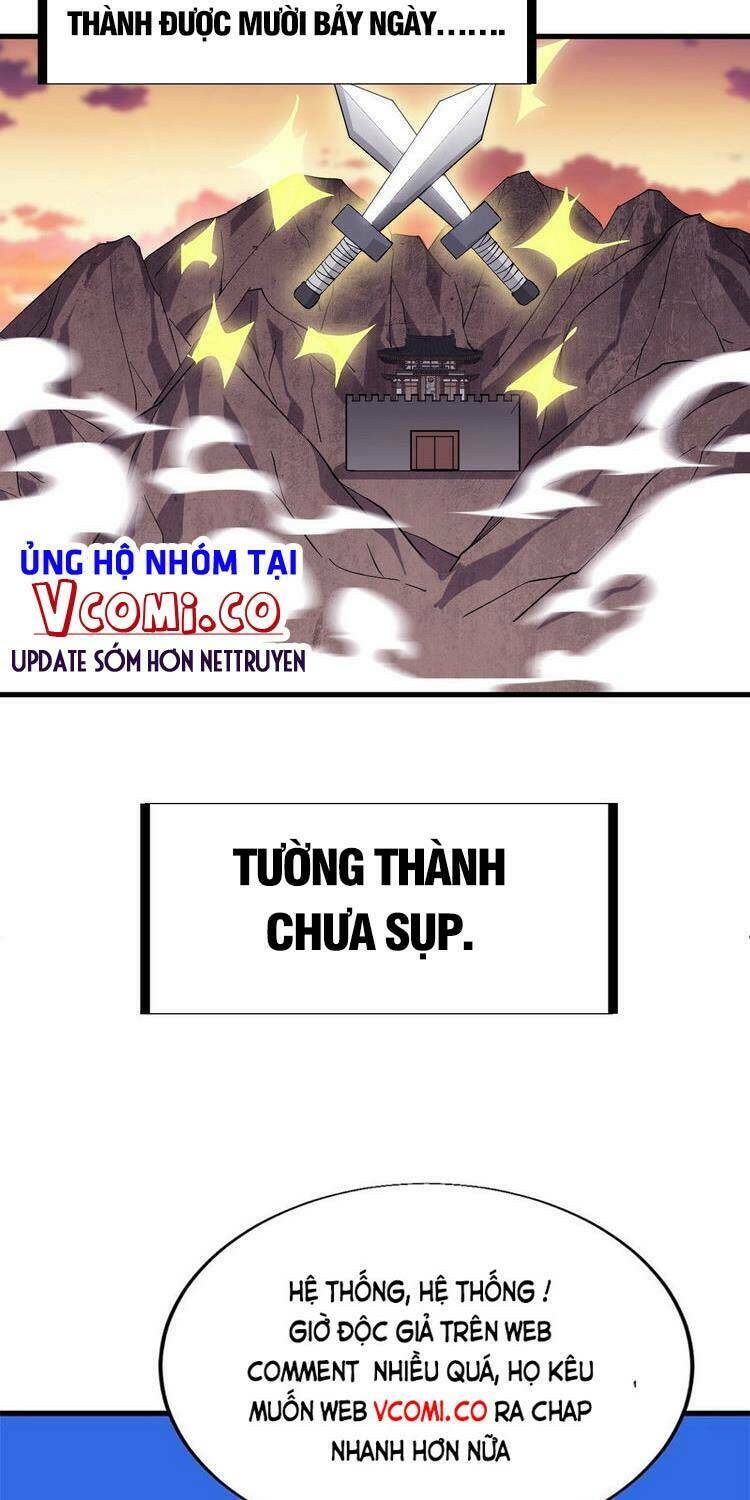 THÀNH ĐƯỢC MƯỜI BẢY NGÀY.......
ỦNG HỘ NHÓM TẠI
VCOMI.CO
UPDATE SÓM HƠN NETTRUYEN
TƯỜNG THÀNH
CHƯA SỤP.
HỆ THỐNG, HỆ THỐNG !
GIỜ ĐỘC GIẢ TRÊN WEB
COMMENT NHIỀU QUÁ, HỌ KÊU
MUỐN WEB VCOMI.CO RA CHAP
NHANH HƠN NỮA